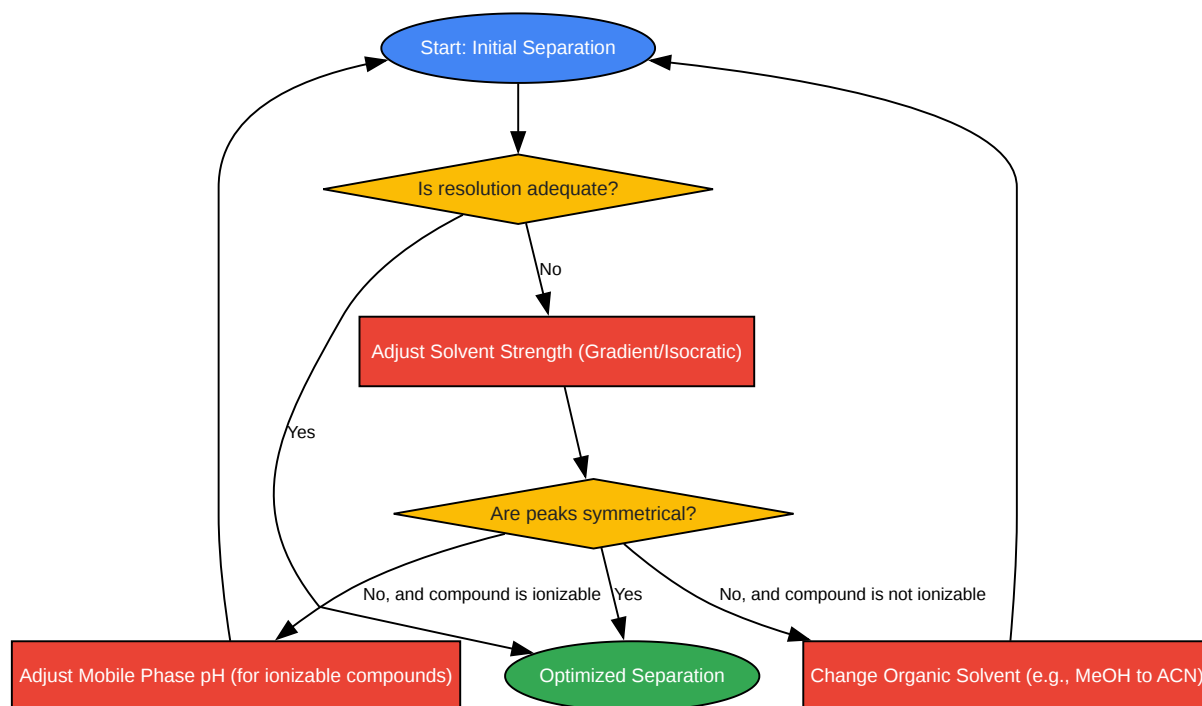 Start: Initial Separation
Is resolution adequate?
No
Adjust Solvent Strength (Gradient/Isocratic)
Yes
Are peaks symmetrical?
No, and compound is ionizable
Yes
No, and compound is not ionizable
Adjust Mobile Phase pH (for ionizable compounds)
Optimized Separation
Change Organic Solvent (e.g., MeOH to ACN)